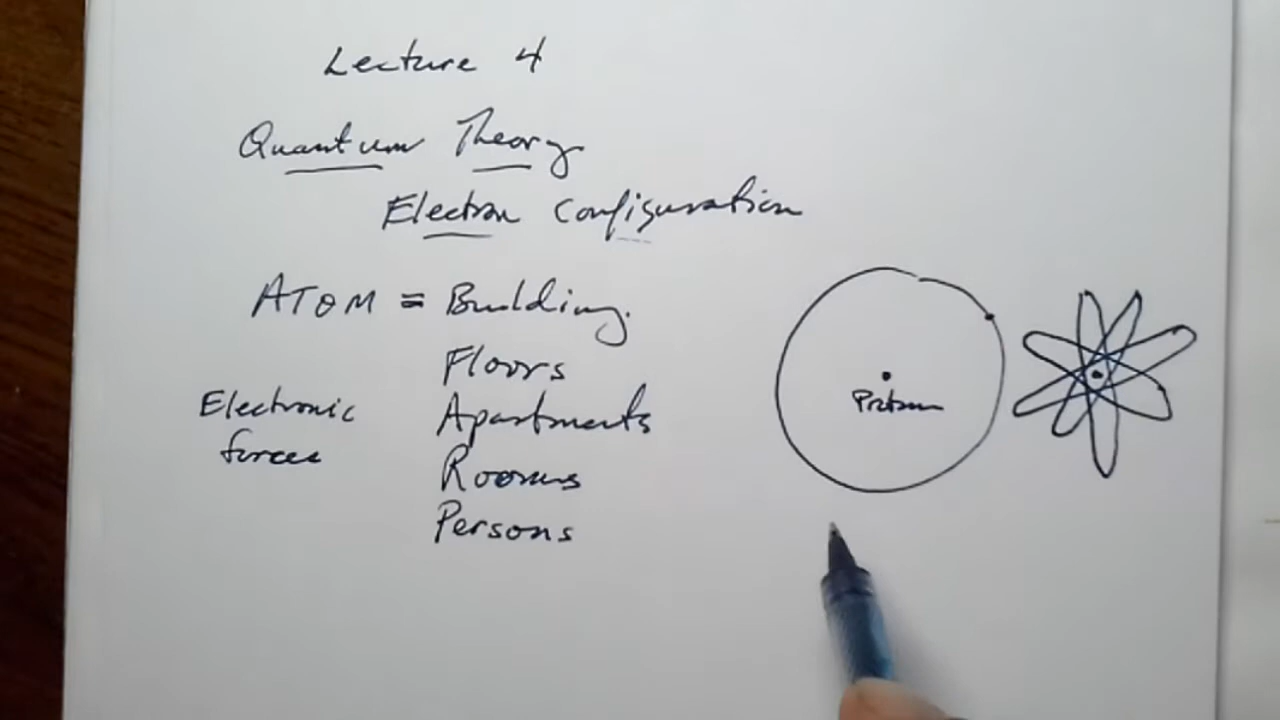 Lecture 4
Quantum Theory
Electron Configuration
ATOM = Building.
Floors
Electronic
forces
Apartments
Rooms
Persons
Proton